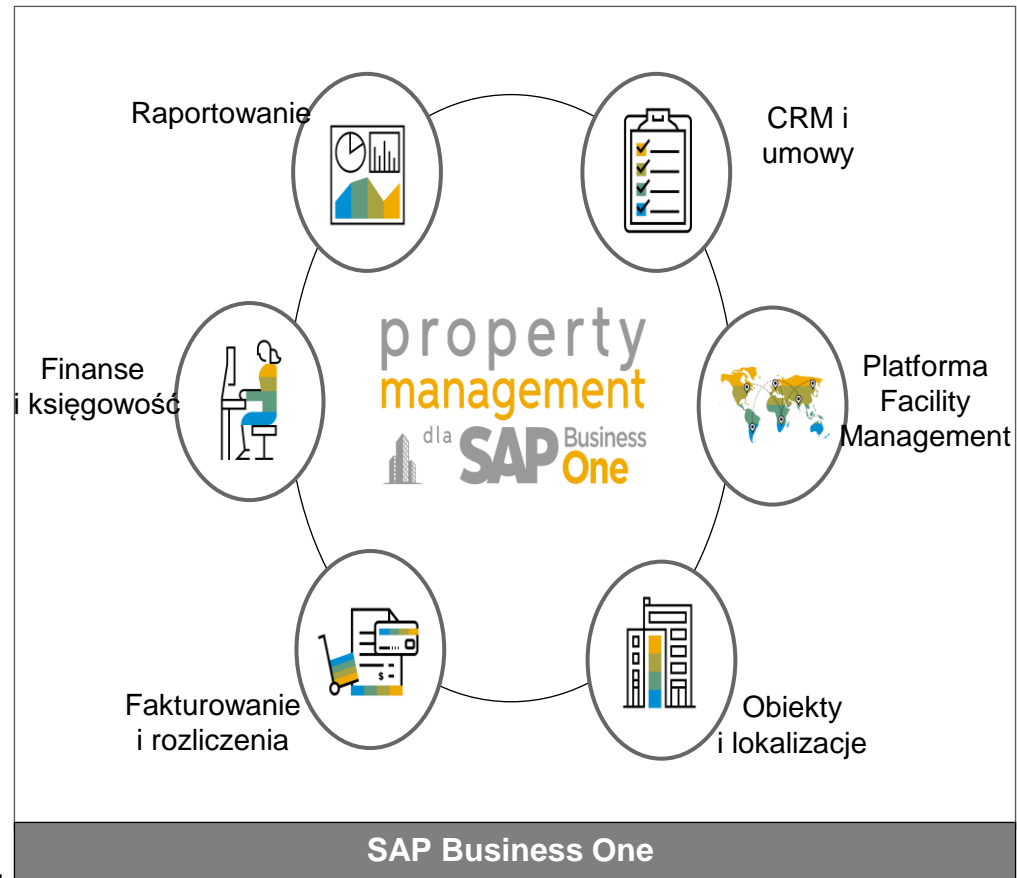 Raportowanie
CRM i
umowy
Finanse
i księgowość
property
management
dla SAP Business
One
Platforma
Facility
Management
$ -
Fakturowanie
i rozliczenia
Obiekty
i lokalizacje
SAP Business One